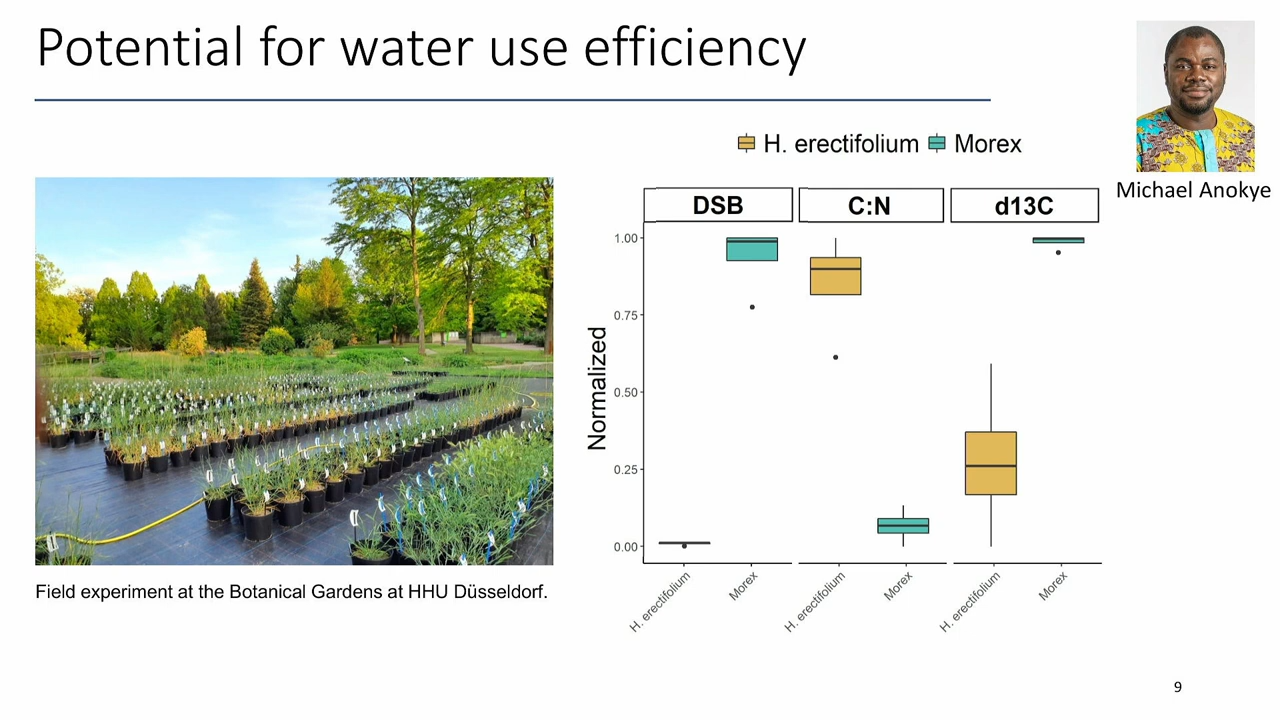 Potential for water use efficiency
Michael Anokye
H. erectifolium Morex
DSB C:N d13C
Normalized
1.00
0.75
0.50
0.25
0.00
H. erectifolium Morex H. erectifolium Morex H. erectifolium Morex
Field experiment at the Botanical Gardens at HHU Düsseldorf.
9